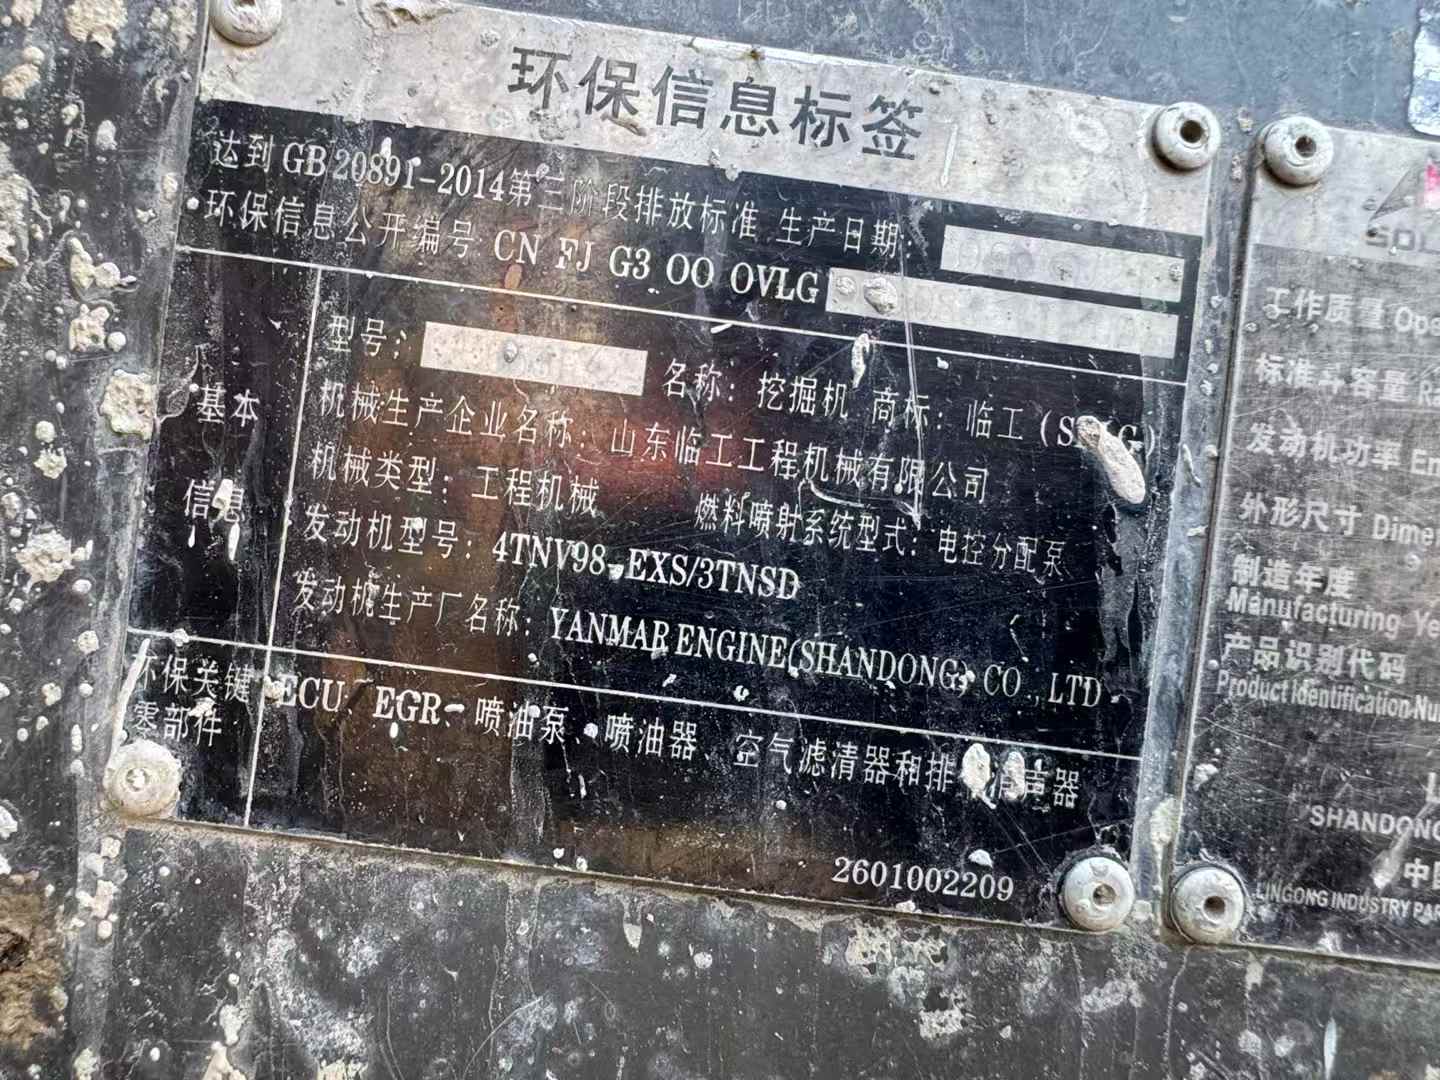 环保信息标签
达到 GB 20891-2014第三阶段排放标准 生产日期:
环保信息公开编号 CN FJ G3 00 0VLG
基本
信息
型号: 名称: 挖掘机 商标: 临工
机械生产企业名称: 山东临工工程机械有限公司
机械类型: 工程机械 燃料喷射系统型式: 电控分配泵
发动机型号: 4TNV98-EXS/3TNSD
发动机生产厂名称: YANMAR ENGINE(SHANDONG) CO.,LTD.
环保关键
零部件
ECU、EGR、喷油泵、喷油器、空气滤清器和排 消声器
2601002209
工作质量
标准斗容量
发动机功率
外形尺寸
制造年度
Manufacturing
产品识别代码
Product Identification
SHANDONG
LINGONG INDUSTRY